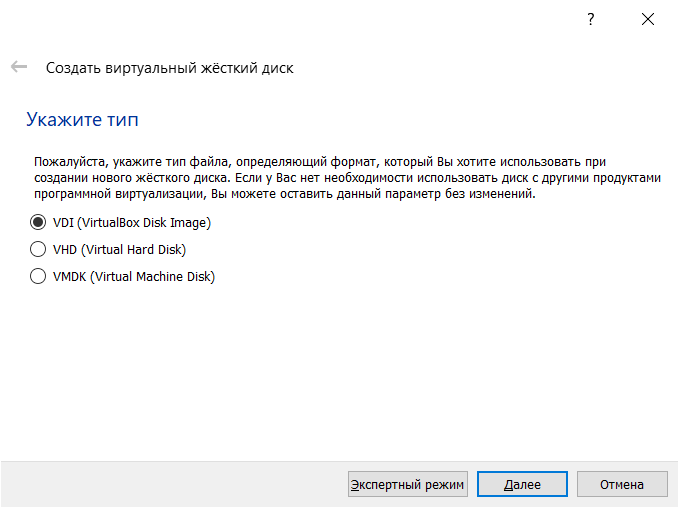 ?
Создать виртуальный жёсткий диск
Укажите тип
Пожалуйста, укажите тип файла, определяющий формат, который Вы хотите использовать при
создании нового жёсткого диска. Если у Вас нет необходимости использовать диск с другими продуктами
программной виртуализации, Вы можете оставить данный параметр без изменений.
VDI (VirtualBox Disk Image)
VHD (Virtual Hard Disk)
VMDK (Virtual Machine Disk)
Экспертный режим Далее Отмена